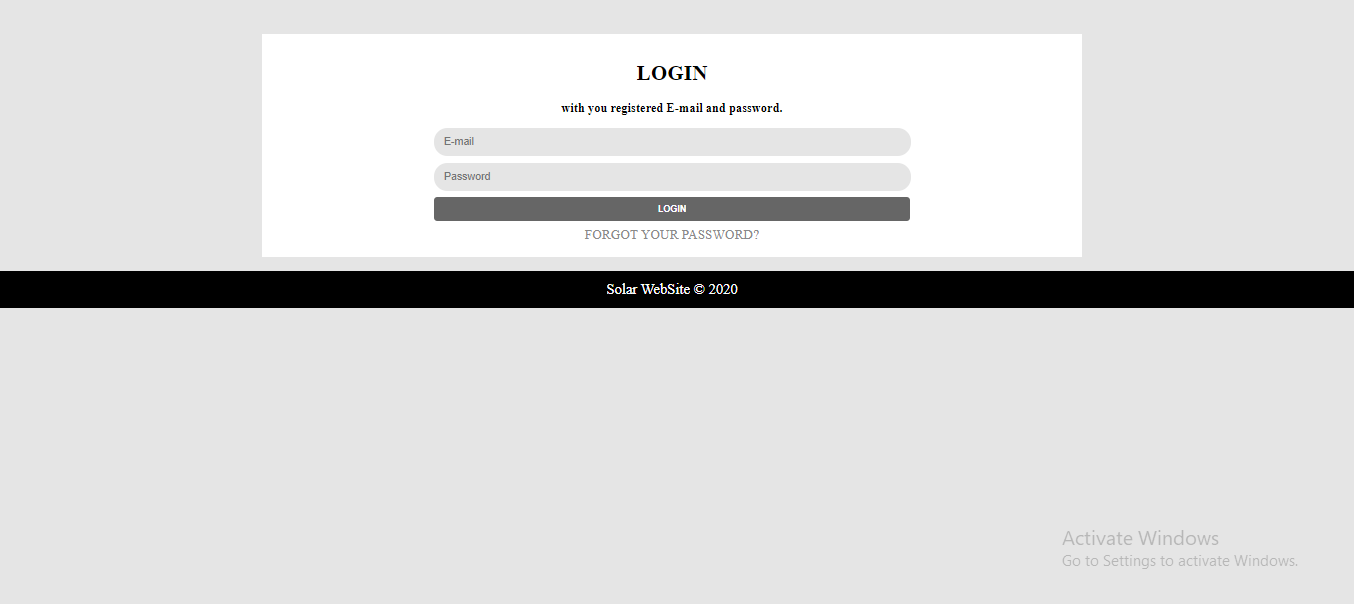 LOGIN
with you registered E-mail and password.
E-mail
Password
LOGIN
FORGOT YOUR PASSWORD?
Solar WebSite © 2020
Activate Windows
Go to Settings to activate Windows.